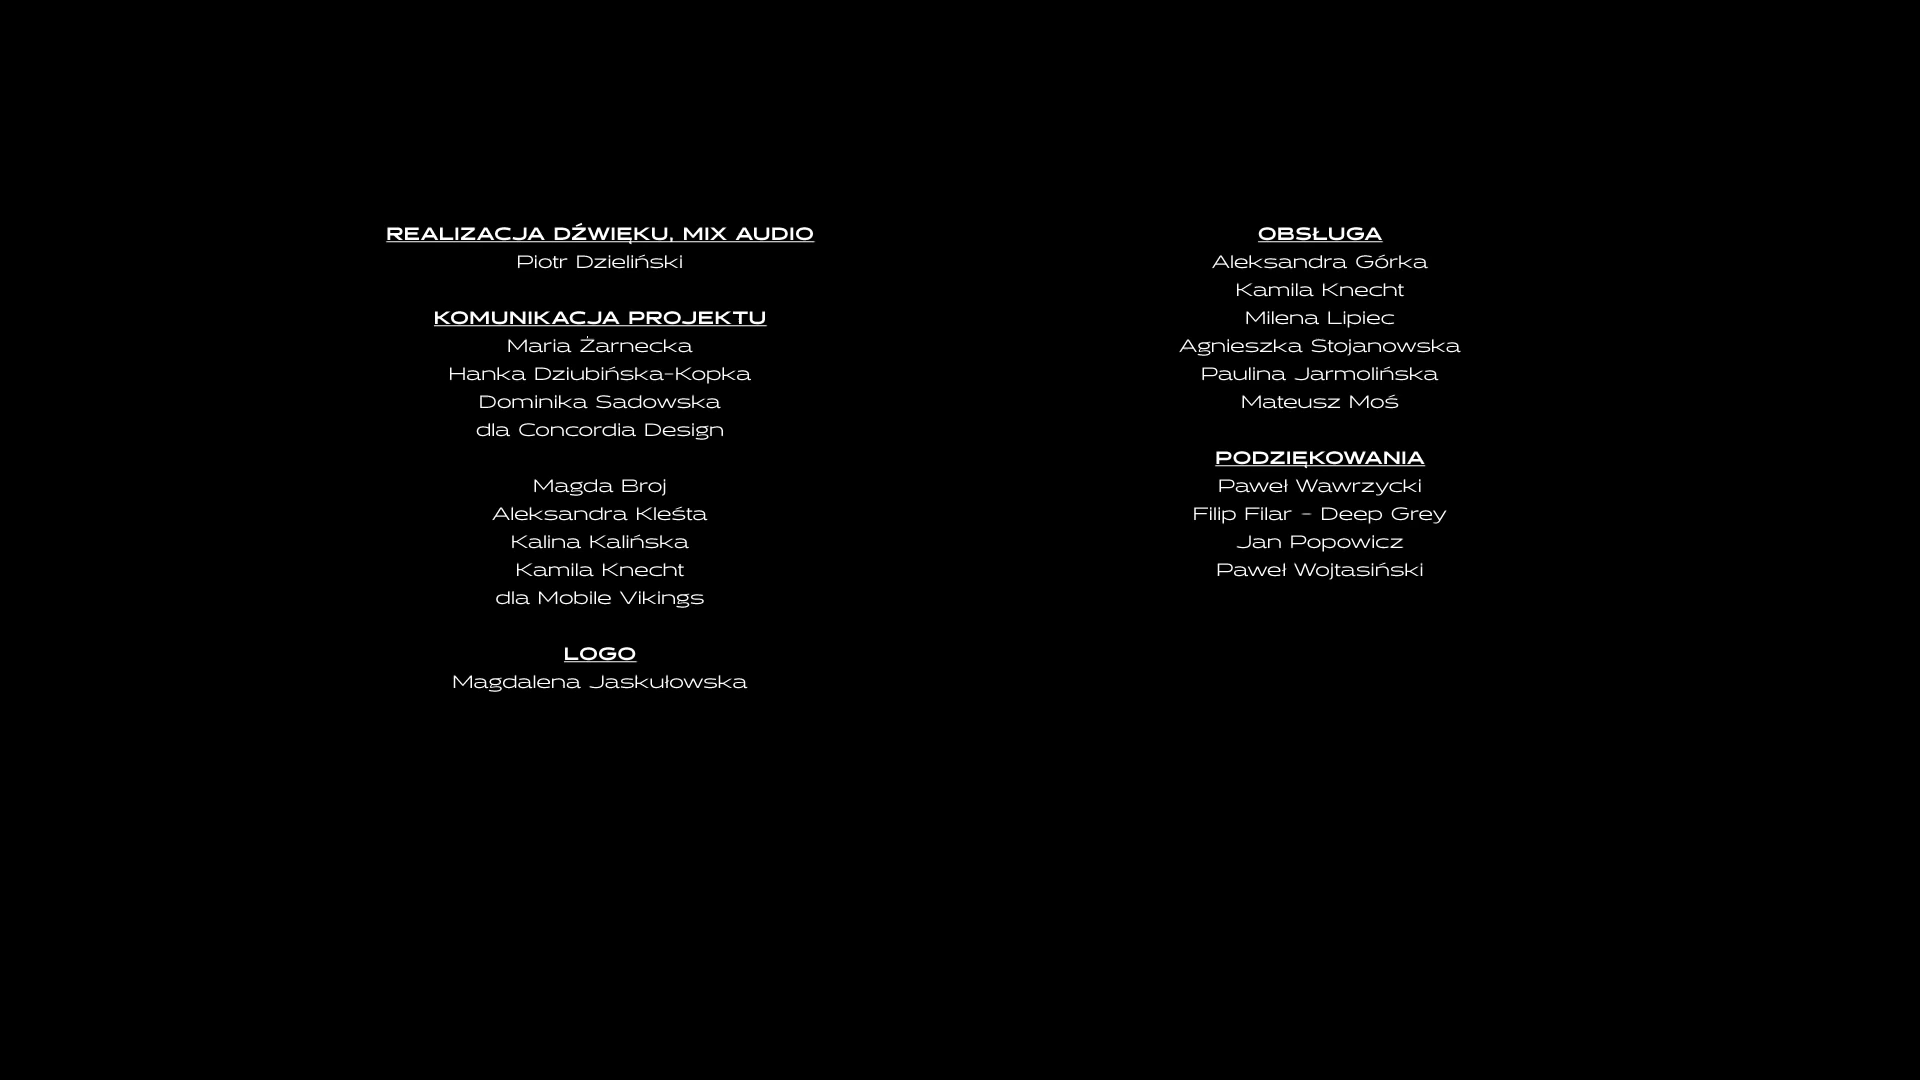 REALIZACJA DŹWIĘKU, MIX AUDIO
Piotr Dzieliński
KOMUNIKACJA PROJEKTU
Maria Żarnecka
Hanka Dziubińska-Kopka
Dominika Sadowska
dla Concordia Design
Magda Broj
Aleksandra Kleśta
Kalina Kalińska
Kamila Knecht
dla Mobile Vikings
LOGO
Magdalena Jaskułowska
OBSŁUGA
Aleksandra Górka
Kamila Knecht
Milena Lipiec
Agnieszka Stojanowska
Paulina Jarmolińska
Mateusz Moś
PODZIĘKOWANIA
Paweł Wawrzycki
Filip Filar - Deep Grey
Jan Popowicz
Paweł Wojtasiński